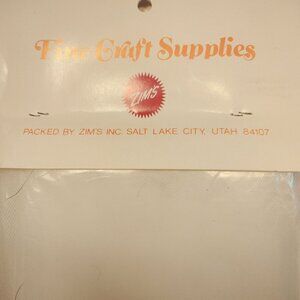 Fine Craft Supplies
ZIM'S
PACKED BY ZIM'S INC. SALT LAKE CITY, UTAH 84107